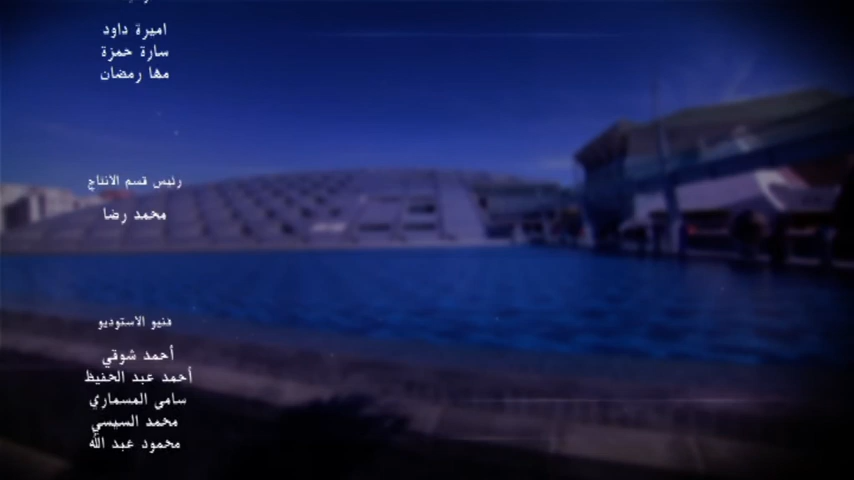 اميرة داود
سارة حمزة
مها رمضان
رئيس قسم الانتاج
محمد رضا
فنيو الاستوديو
أحمد شوقي
أحمد عبد الحفيظ
سامى المسماري
محمد السيسي
محمود عبد الله